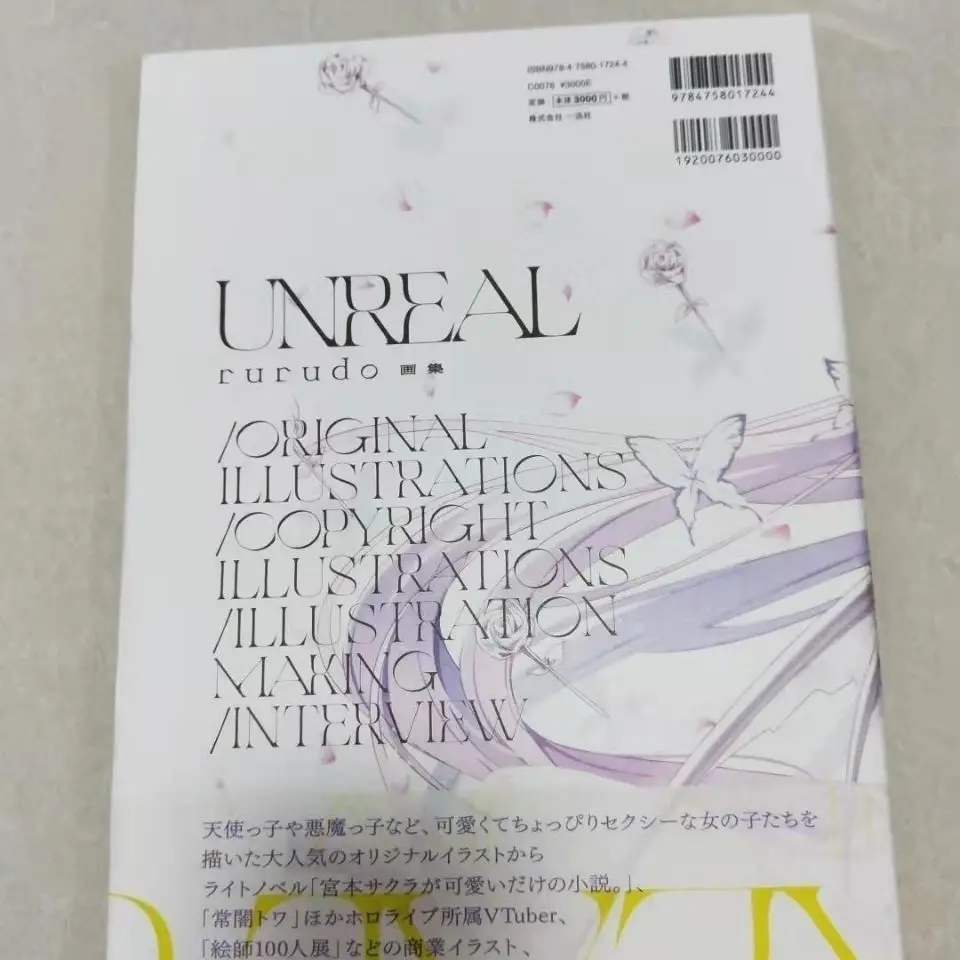 ISBN978-4-7580-1724-4
C0076 ¥3000E
定価 本体3000円 +税
株式会社 一迅社
9784758017244
1920076030000
UNREAL
rurudo 画集
/ORIGINAL
ILLUSTRATIONS
/COPYRIGHT
ILLUSTRATIONS
/ILLUSTRATION
MAKING
/INTERVIEW
天使っ子や悪魔っ子など、可愛くてちょっぴりセクシーな女の子たちを
描いた大人気のオリジナルイラストから
ライトノベル「宮本サクラが可愛いだけの小説。」、
「常闇トワ」ほかホロライブ所属VTuber、
「絵師100人展」などの商業イラスト、